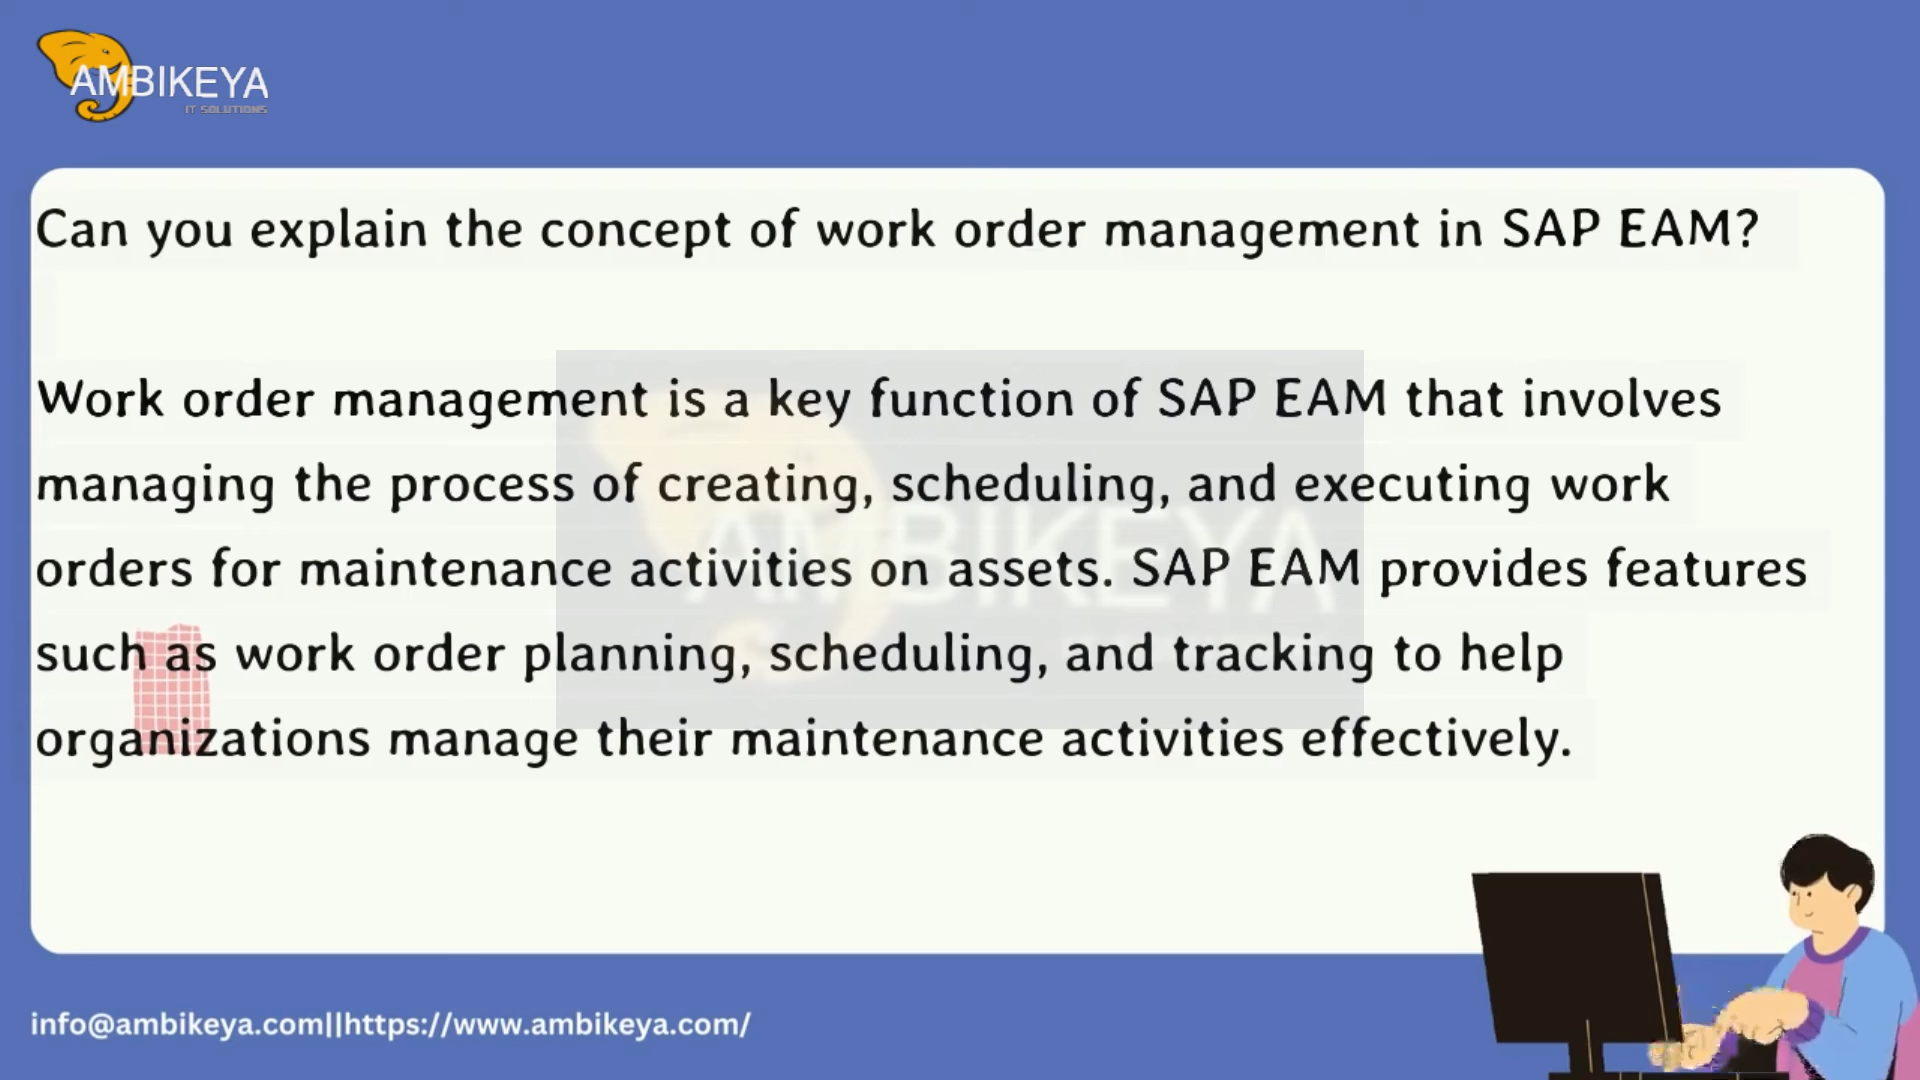 AMBIKEYA
IT SOLUTIONS
Can you explain the concept of work order management in SAP EAM?
Work order management is a key function of SAP EAM that involves
managing the process of creating, scheduling, and executing work
orders for maintenance activities on assets. SAP EAM provides features
such as work order planning, scheduling, and tracking to help
organizations manage their maintenance activities effectively.
AMBIKEYA
info@ambikeya.com||https://www.ambikeya.com/